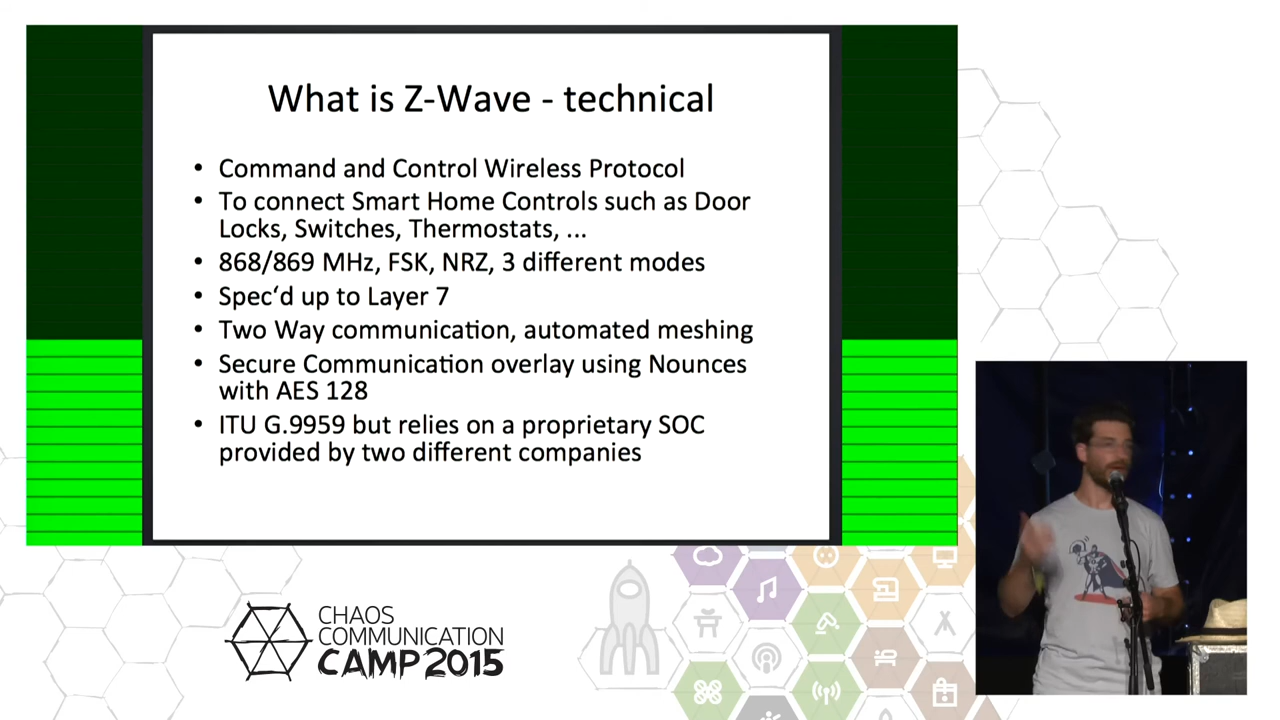 What is Z-Wave - technical
• Command and Control Wireless Protocol
• To connect Smart Home Controls such as Door
Locks, Switches, Thermostats, ...
• 868/869 MHz, FSK, NRZ, 3 different modes
• Spec‘d up to Layer 7
• Two Way communication, automated meshing
• Secure Communication overlay using Nounces
with AES 128
• ITU G.9959 but relies on a proprietary SOC
provided by two different companies
CHAOS
COMMUNICATION
CAMP 2015